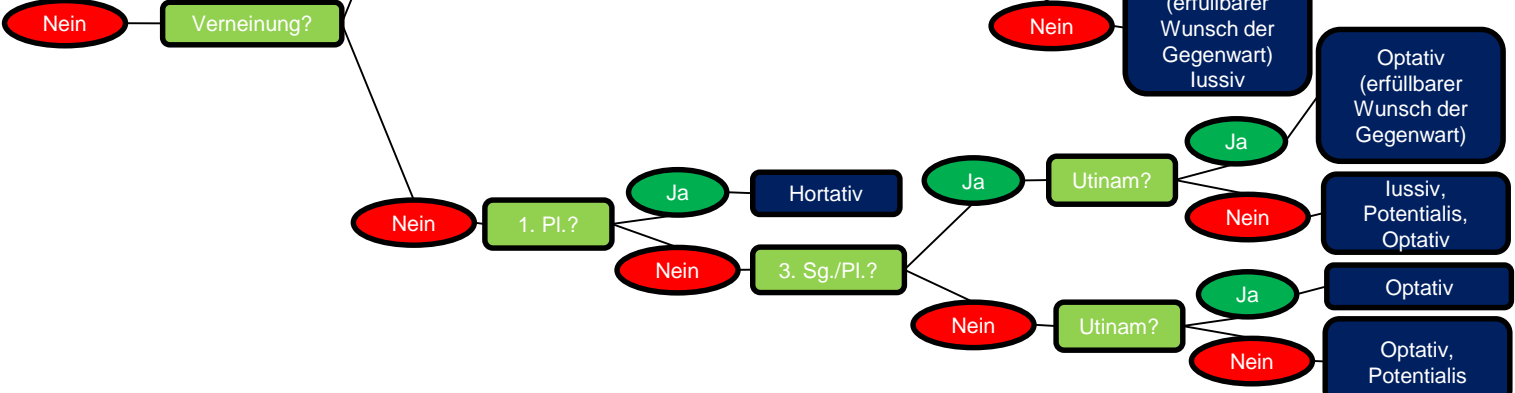 Nein
Verneinung?
Nein
(erfüllbarer
Wunsch der
Gegenwart)
Iussiv
Optativ
(erfüllbarer
Wunsch der
Gegenwart)
Ja
Ja
Hortativ
Ja
Utinam?
Nein
1. Pl.?
Nein
Iussiv,
Potentialis,
Optativ
Nein
3. Sg./Pl.?
Ja
Optativ
Nein
Utinam?
Nein
Optativ,
Potentialis